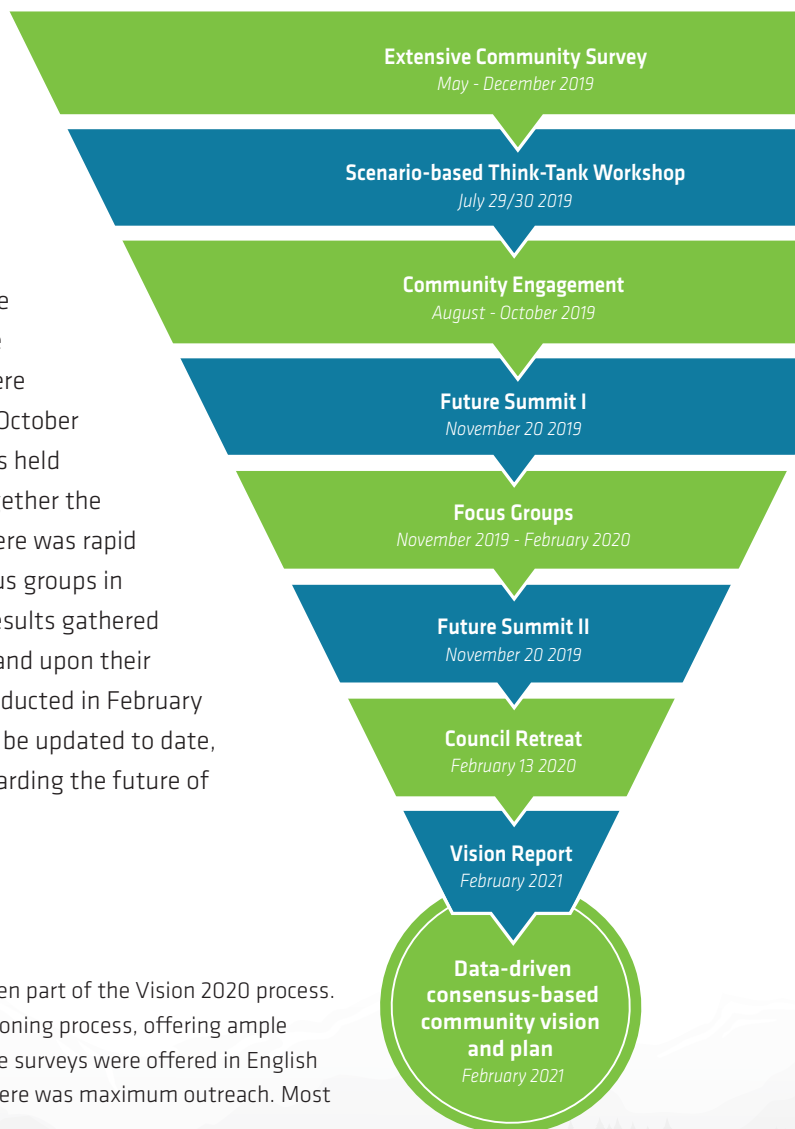 Extensive Community Survey
May - December 2019
Scenario-based Think-Tank Workshop
July 29/30 2019
Community Engagement
August - October 2019
Future Summit I
November 20 2019
Focus Groups
November 2019 - February 2020
Future Summit II
November 20 2019
Council Retreat
February 13 2020
Vision Report
February 2021
Data-driven
consensus-based
community vision
and plan
February 2021
e
ere
October
s held
gether the
ere was rapid
us groups in
esults gathered
and upon their
ducted in February
be updated to date,
arding the future of
en part of the Vision 2020 process.
oning process, offering ample
e surveys were offered in English
ere was maximum outreach. Most